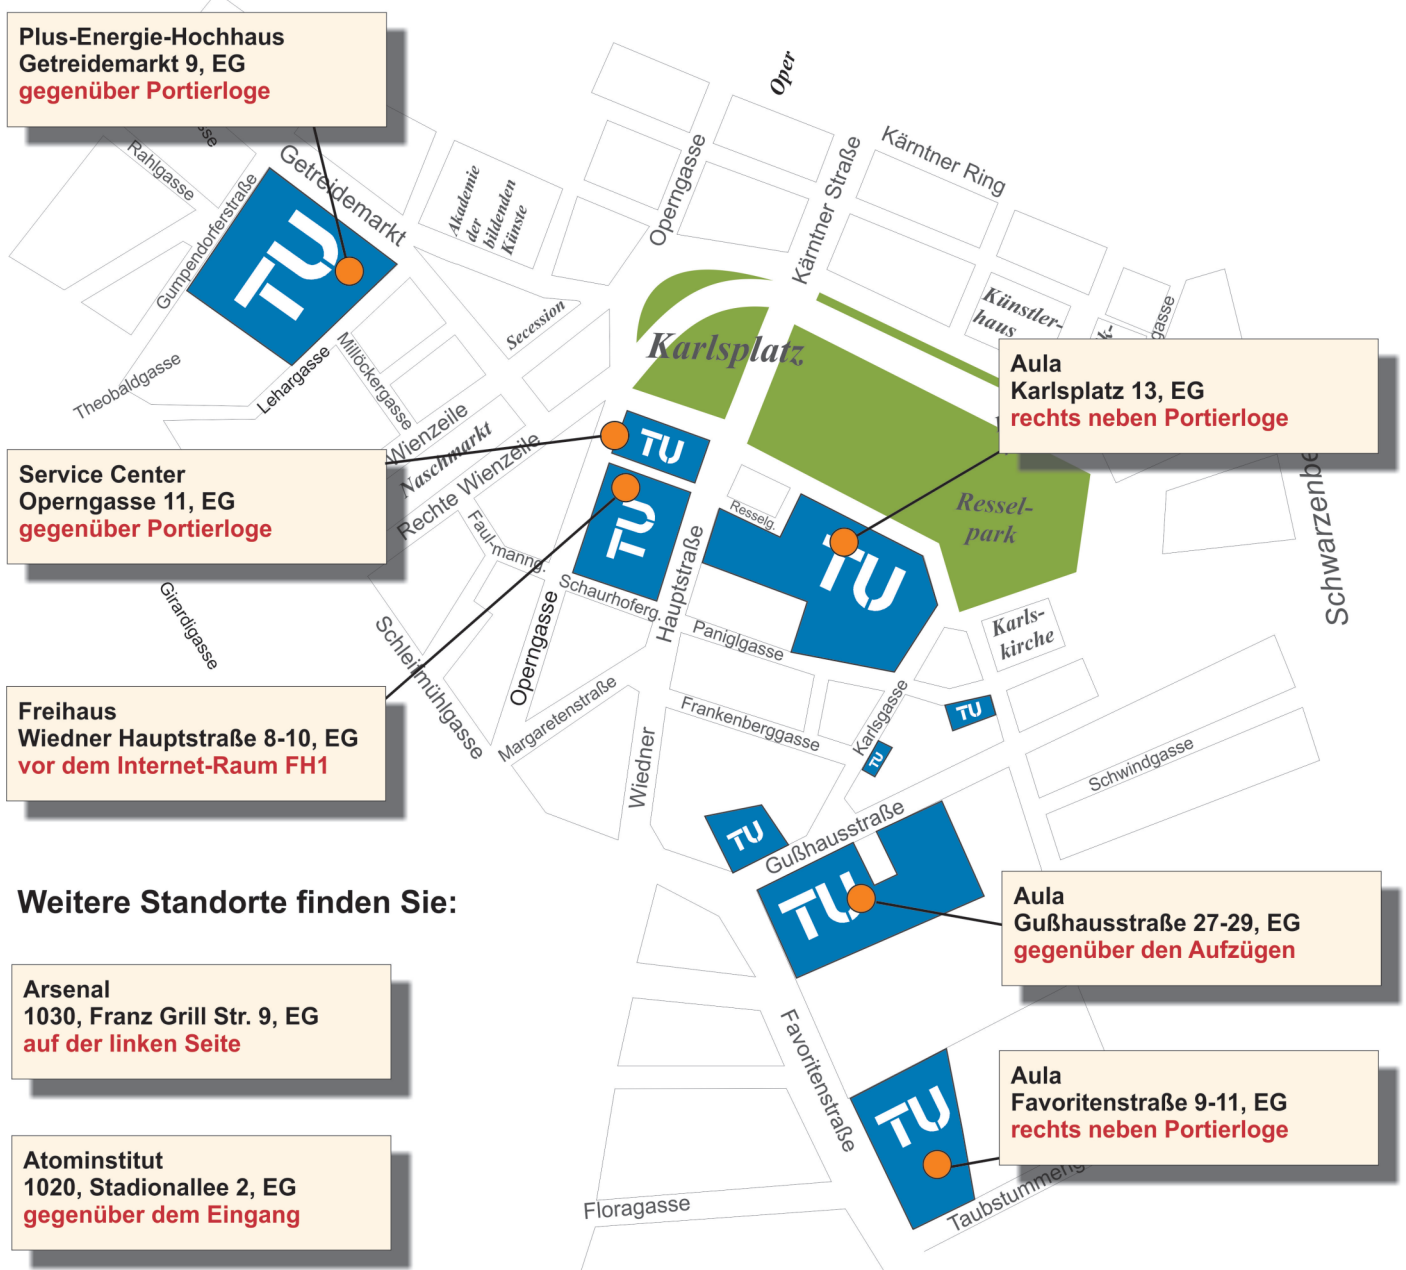 Plus-Energie-Hochhaus
Getreidemarkt 9, EG
gegenüber Portierloge
Oper
Rahlgasse
Getreidemarkt
Gumpendorferstraße
Akademie
der
bildenden
Künste
Operngasse
Kärntner Straße
Kärntner Ring
TU
Secession
Künstler-
haus
k-
gasse
Karlsplatz
Theobaldgasse
Lehargasse
Millöckergasse
Aula
Karlsplatz 13, EG
rechts neben Portierloge
Wienzeile
Naschmarkt
Rechte Wienzeile
TU
Service Center
Operngasse 11, EG
gegenüber Portierloge
TU
Resselg.
Ressel-
park
Schwarzenbe
Faul-manng.
Schaurhoferg.
Hauptstraße
TU
Girardigasse
Schleifmühlgasse
Operngasse
Paniglgasse
Karls-
kirche
Freihaus
Wiedner Hauptstraße 8-10, EG
vor dem Internet-Raum FH1
Margaretenstraße
Frankenberggasse
Karlsgasse
TU
TU
Wiedner
Schwindgasse
TU
Gußhausstraße
TU
Weitere Standorte finden Sie:
Aula
Gußhausstraße 27-29, EG
gegenüber den Aufzügen
Arsenal
1030, Franz Grill Str. 9, EG
auf der linken Seite
Favoritenstraße
Aula
Favoritenstraße 9-11, EG
rechts neben Portierloge
TU
Atominstitut
1020, Stadionallee 2, EG
gegenüber dem Eingang
Floragasse
Taubstummeng